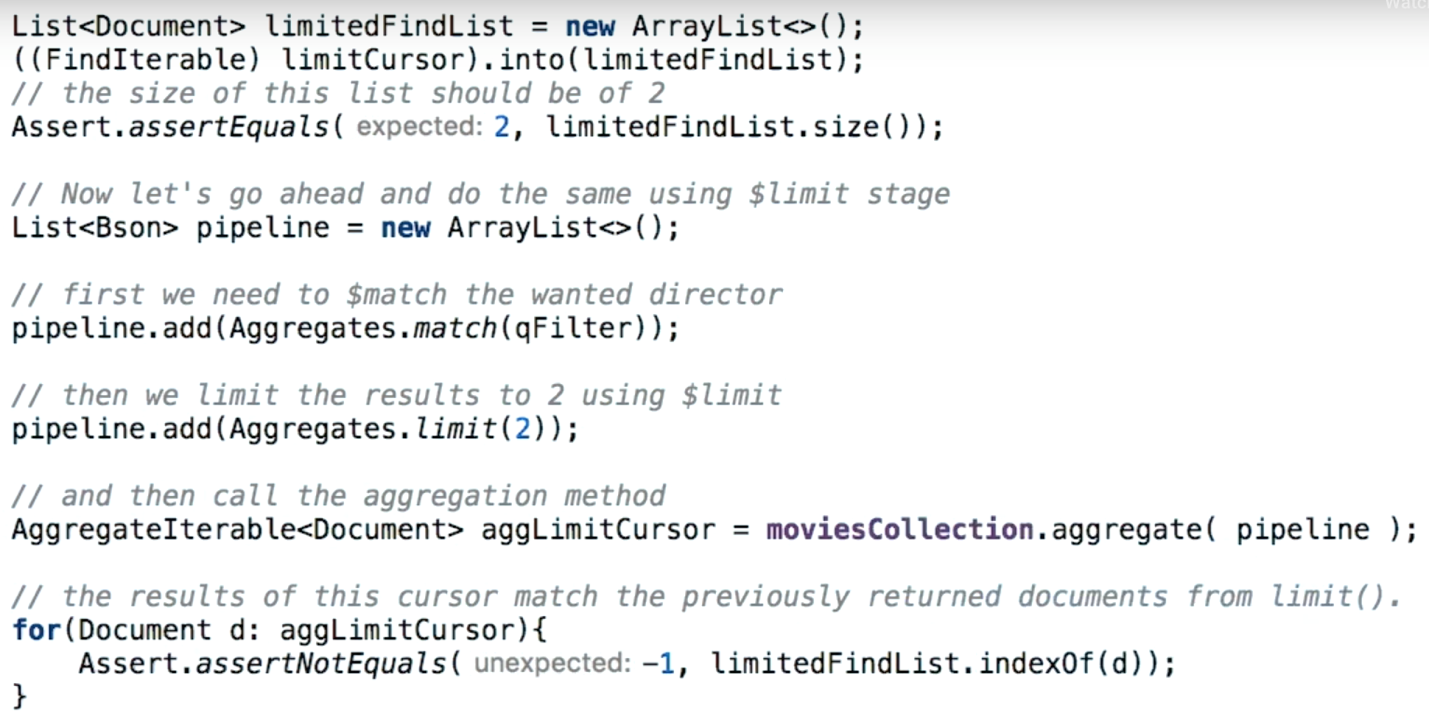 Watc
List<Document> limitedFindList = new ArrayList<>();
((FindIterable) limitCursor).into(limitedFindList);
// the size of this list should be of 2
Assert.assertEquals( expected: 2, limitedFindList.size());
// Now let's go ahead and do the same using $limit stage
List<Bson> pipeline = new ArrayList<>();
// first we need to $match the wanted director
pipeline.add(Aggregates.match(qFilter));
// then we limit the results to 2 using $limit
pipeline.add(Aggregates.limit(2));
// and then call the aggregation method
AggregateIterable<Document> aggLimitCursor = moviesCollection.aggregate( pipeline );
// the results of this cursor match the previously returned documents from limit().
for(Document d: aggLimitCursor){
Assert.assertNotEquals( unexpected: -1, limitedFindList.indexOf(d));
}